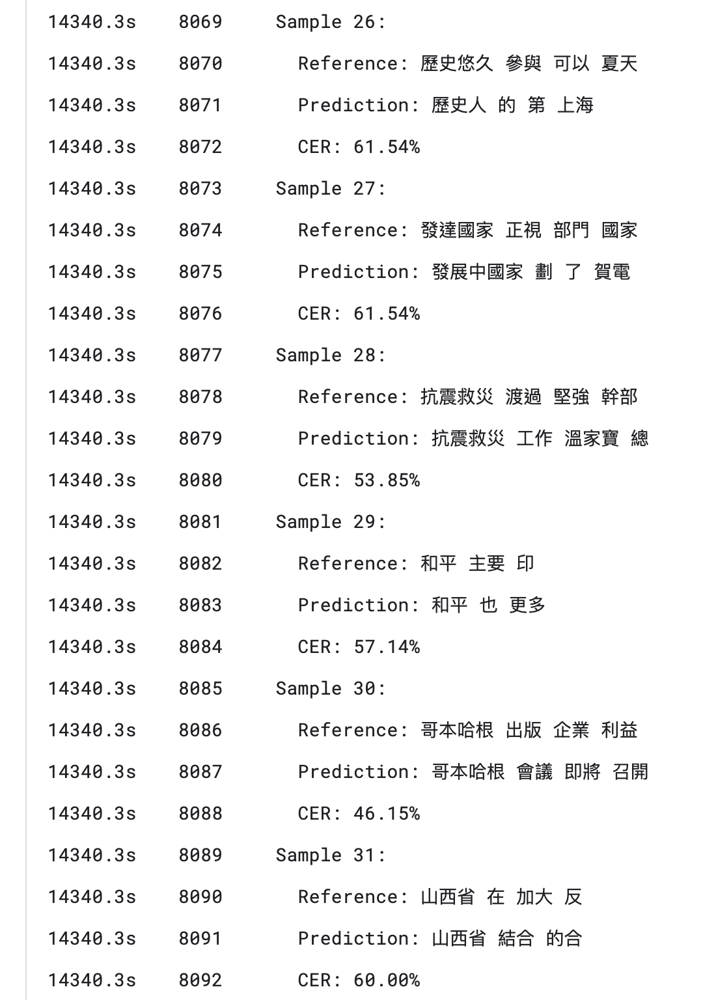 14340.3s 8069 Sample 26:
14340.3s 8070 Reference: 歷史悠久 參與 可以 夏天
14340.3s 8071 Prediction: 歷史人 的 第 上海
14340.3s 8072 CER: 61.54%
14340.3s 8073 Sample 27:
14340.3s 8074 Reference: 發達國家 正視 部門 國家
14340.3s 8075 Prediction: 發展中國家 劃 了 賀電
14340.3s 8076 CER: 61.54%
14340.3s 8077 Sample 28:
14340.3s 8078 Reference: 抗震救災 渡過 堅強 幹部
14340.3s 8079 Prediction: 抗震救災 工作 溫家寶 總
14340.3s 8080 CER: 53.85%
14340.3s 8081 Sample 29:
14340.3s 8082 Reference: 和平 主要 印
14340.3s 8083 Prediction: 和平 也 更多
14340.3s 8084 CER: 57.14%
14340.3s 8085 Sample 30:
14340.3s 8086 Reference: 哥本哈根 出版 企業 利益
14340.3s 8087 Prediction: 哥本哈根 會議 即將 召開
14340.3s 8088 CER: 46.15%
14340.3s 8089 Sample 31:
14340.3s 8090 Reference: 山西省 在 加大 反
14340.3s 8091 Prediction: 山西省 結合 的合
14340.3s 8092 CER: 60.00%